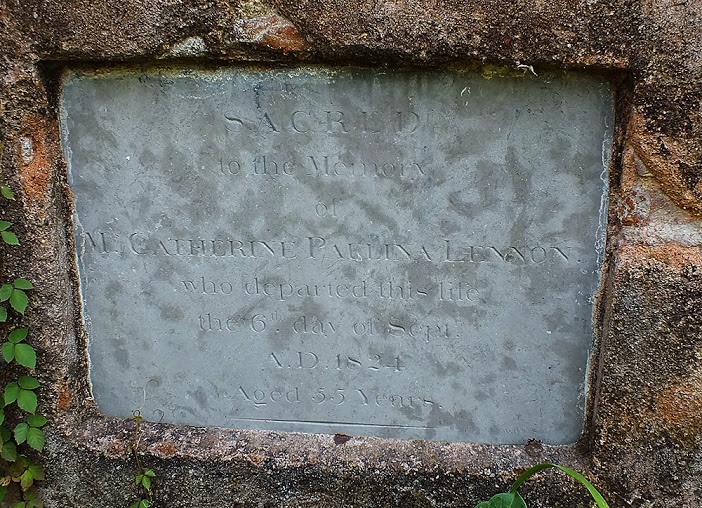 SACRED
to the Memory
of
Mrs. CATHERINE PAULINA LENNON.
who departed this life
the 6th. day of Sept.
A.D. 1824
Aged 55 Years.